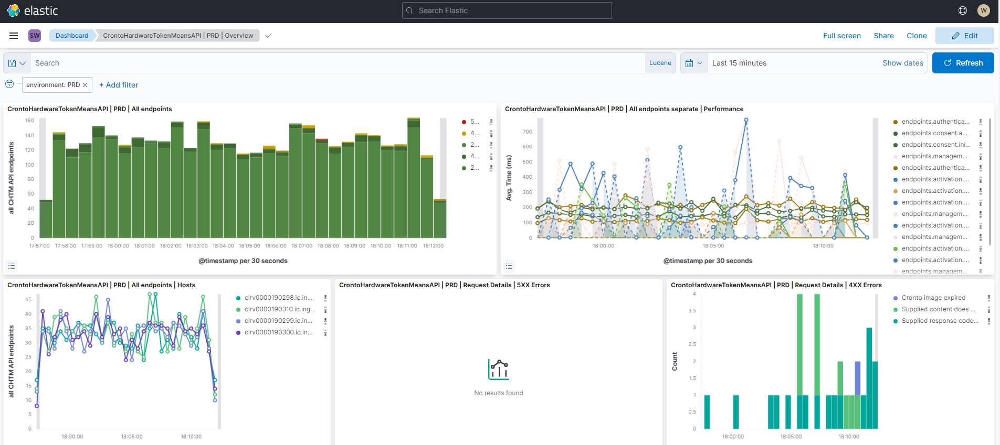 elastic
Search Elastic
W
SW
Dashboard
CrontoHardwareTokenMeansAPI | PRD | Overview
Full screen
Share
Clone
Edit
Search
Lucene
Last 15 minutes
Show dates
Refresh
environment: PRD ×
+ Add filter
CrontoHardwareTokenMeansAPI | PRD | All endpoints
all CHTM API endpoints
160
140
120
100
80
60
40
20
0
17:57:00 17:58:00 17:59:00 18:00:00 18:01:00 18:02:00 18:03:00 18:04:00 18:05:00 18:06:00 18:07:00 18:08:00 18:09:00 18:10:00 18:11:00 18:12:00
@timestamp per 30 seconds
5...
4...
2...
4...
2...
CrontoHardwareTokenMeansAPI | PRD | All endpoints separate | Performance
Avg. Time (ms)
700
600
500
400
300
200
100
0
18:00:00 18:05:00 18:10:00
@timestamp per 30 seconds
endpoints.authentica...
endpoints.consent.a...
endpoints.consent.ini...
endpoints.managem...
endpoints.authentica...
endpoints.activation....
endpoints.activation....
endpoints.activation....
endpoints.managem...
endpoints.activation....
endpoints.managem...
endpoints.activation....
endpoints.activation....
endpoints.managem...
CrontoHardwareTokenMeansAPI | PRD | All endpoints | Hosts
all CHTM API endpoints
45
40
35
30
25
20
15
10
5
0
18:00:00 18:05:00 18:10:00
clrv0000190298.ic.in...
clrv0000190310.ic.ing...
clrv0000190299.ic.in...
clrv0000190300.ic.in...
CrontoHardwareTokenMeansAPI | PRD | Request Details | 5XX Errors
No results found
CrontoHardwareTokenMeansAPI | PRD | Request Details | 4XX Errors
Count
4
3.5
3
2.5
2
1.5
1
0.5
0
18:00:00 18:05:00 18:10:00
Cronto image expired
Supplied content does ...
Supplied response code...